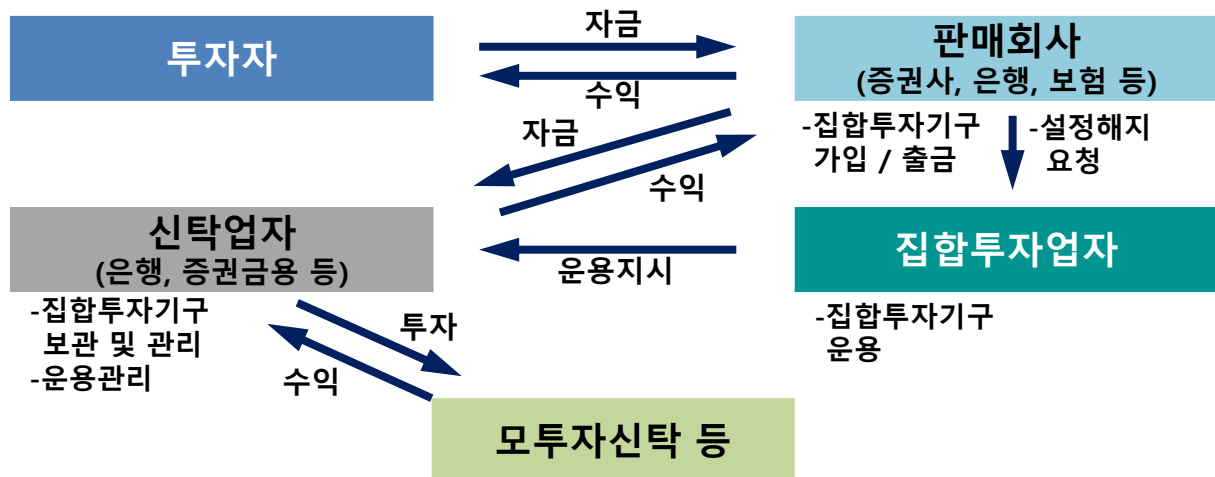 자금
투자자
판매회사
(증권사, 은행, 보험 등)
수익
자금
-집합투자기구
가입 / 출금
-설정해지
요청
수익
신탁업자
(은행, 증권금용 등)
집합투자업자
운용지시
-집합투자기구
보관 및 관리
-운용관리
투자
수익
-집합투자기구
운용
모투자신탁 등